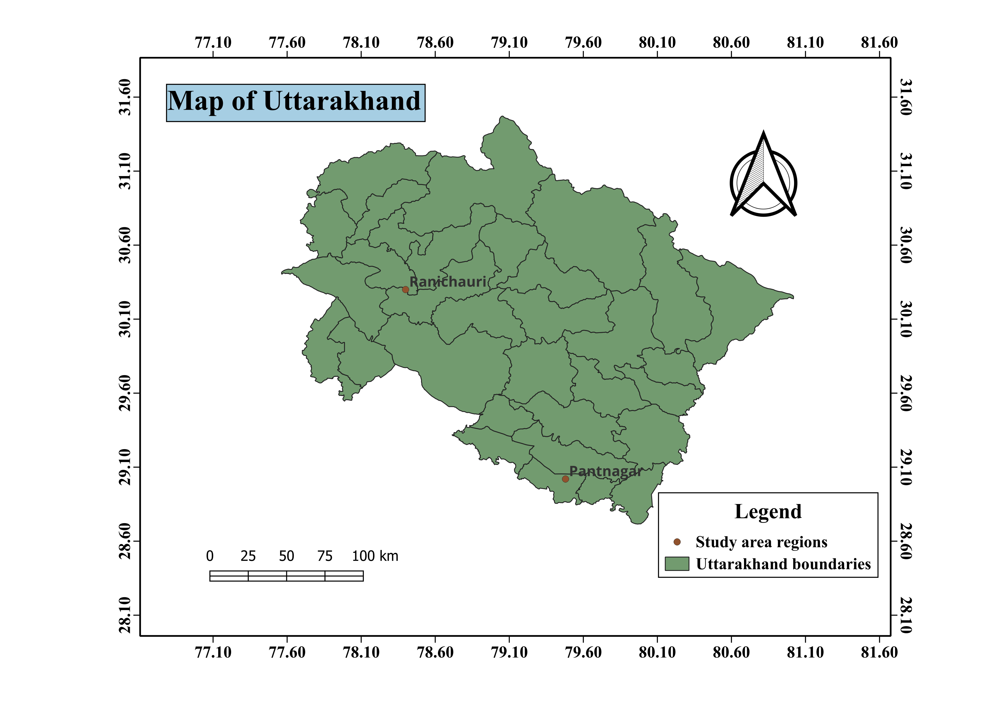 77.10 77.60 78.10 78.60 79.10 79.60 80.10 80.60 81.10 81.60
Map of Uttarakhand
31.60 31.60
31.10 31.10
30.60 30.60
Ranichauri
30.10 30.10
29.60 29.60
29.10 29.10
Pantnagar
Legend
28.60 28.60
Study area regions
0 25 50 75 100 km
Uttarakhand boundaries
28.10 28.10
77.10 77.60 78.10 78.60 79.10 79.60 80.10 80.60 81.10 81.60